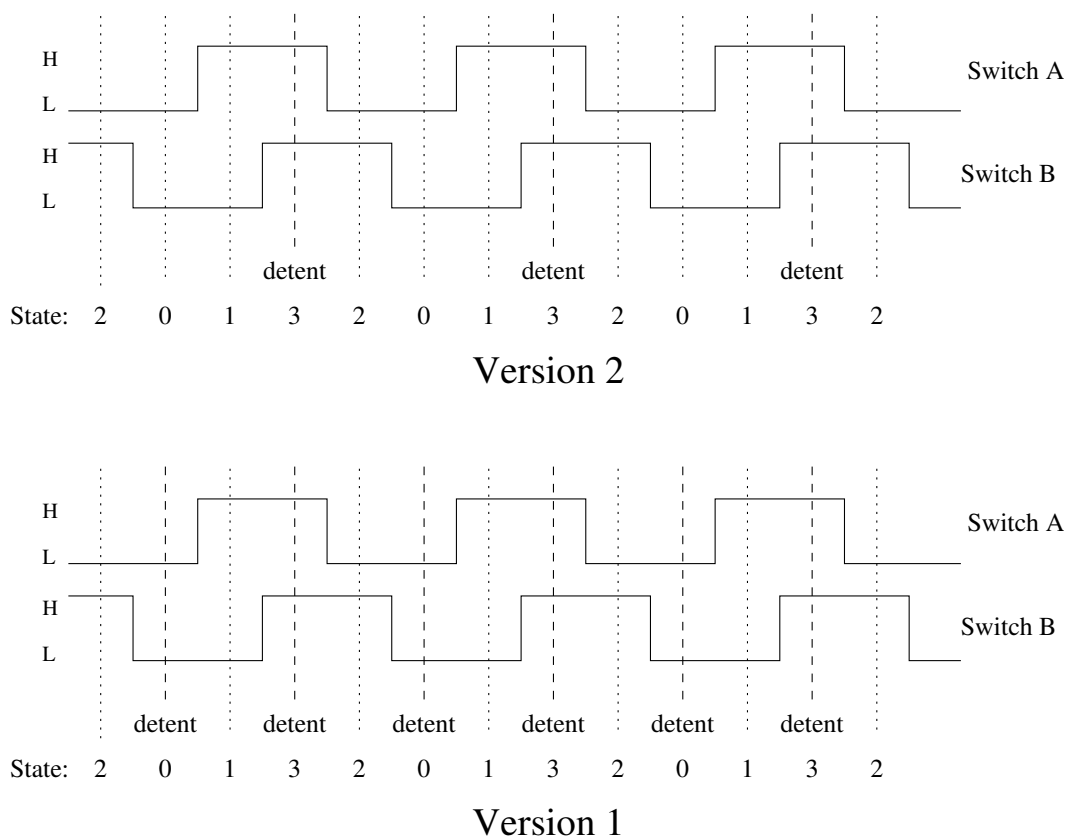 H
Switch A
L
H
Switch B
L
detent detent detent
State: 2 0 1 3 2 0 1 3 2 0 1 3 2
Version 2
H
Switch A
L
H
Switch B
L
detent detent detent detent detent detent
State: 2 0 1 3 2 0 1 3 2 0 1 3 2
Version 1